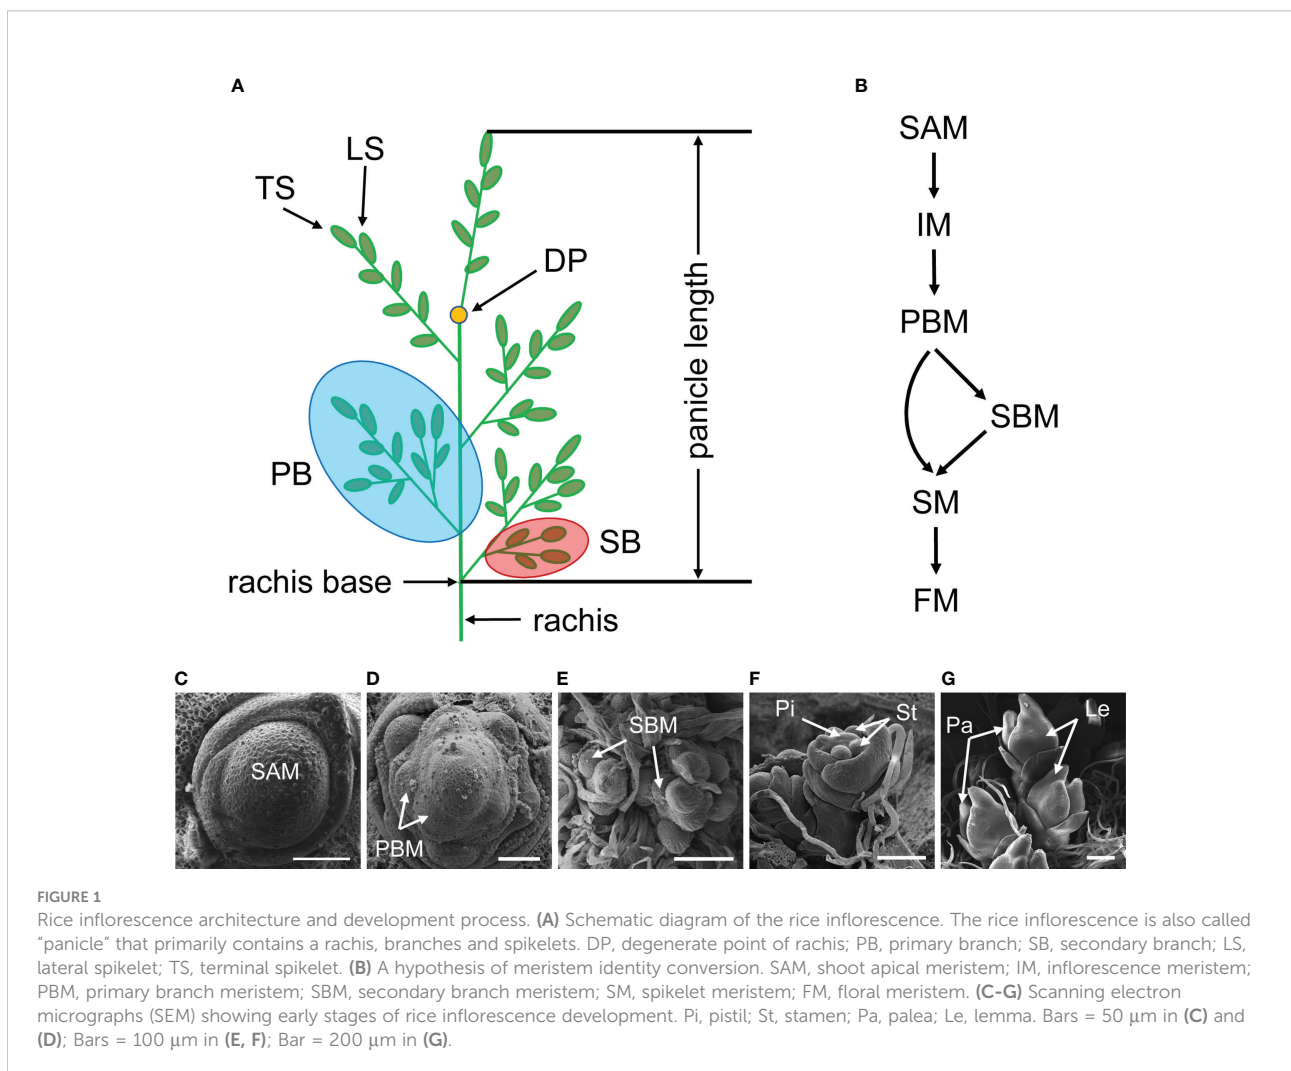 A
B
LS
TS
DP
PB
SB
rachis base
rachis
panicle length
SAM
IM
PBM
SBM
SM
FM
C
D
E
F
G
SAM
PBM
SBM
Pi
St
Pa
Le
FIGURE 1
Rice inflorescence architecture and development process. (A) Schematic diagram of the rice inflorescence. The rice inflorescence is also called
“panicle” that primarily contains a rachis, branches and spikelets. DP, degenerate point of rachis; PB, primary branch; SB, secondary branch; LS,
lateral spikelet; TS, terminal spikelet. (B) A hypothesis of meristem identity conversion. SAM, shoot apical meristem; IM, inflorescence meristem;
PBM, primary branch meristem; SBM, secondary branch meristem; SM, spikelet meristem; FM, floral meristem. (C-G) Scanning electron
micrographs (SEM) showing early stages of rice inflorescence development. Pi, pistil; St, stamen; Pa, palea; Le, lemma. Bars = 50 μm in (C) and
(D); Bars = 100 μm in (E, F); Bar = 200 μm in (G).